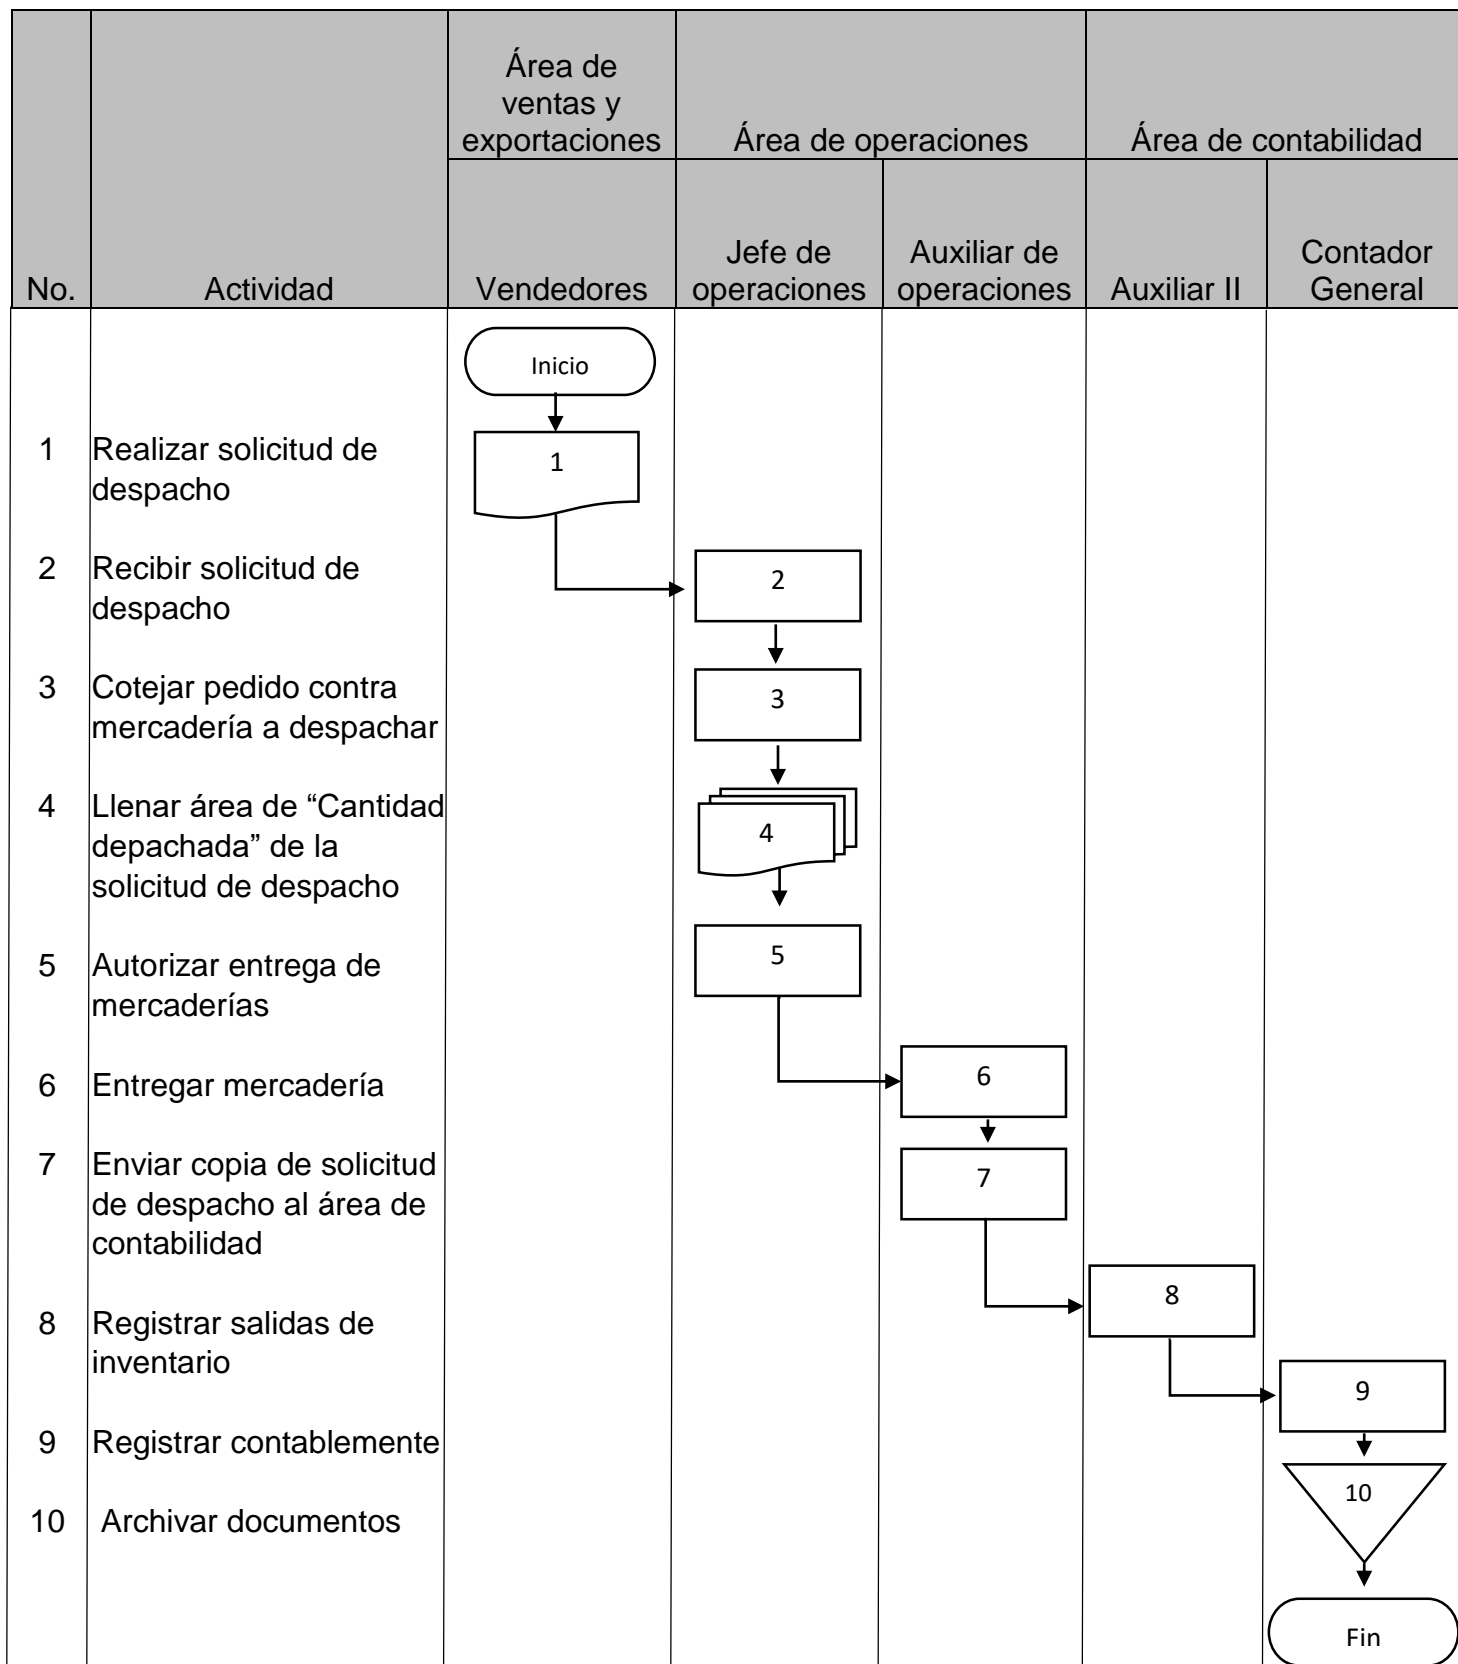 Área de
ventas y
exportaciones
Área de operaciones
Área de contabilidad
No.
Actividad
Vendedores
Jefe de
operaciones
Auxiliar de
operaciones
Auxiliar II
Contador
General
Inicio
1
Realizar solicitud de
despacho
1
2
Recibir solicitud de
despacho
2
3
Cotejar pedido contra
mercadería a despachar
3
4
Llenar área de “Cantidad
depachada” de la
solicitud de despacho
4
5
Autorizar entrega de
mercaderías
5
6
Entregar mercadería
6
7
Enviar copia de solicitud
de despacho al área de
contabilidad
7
8
Registrar salidas de
inventario
8
9
Registrar contablemente
9
10
Archivar documentos
10
Fin